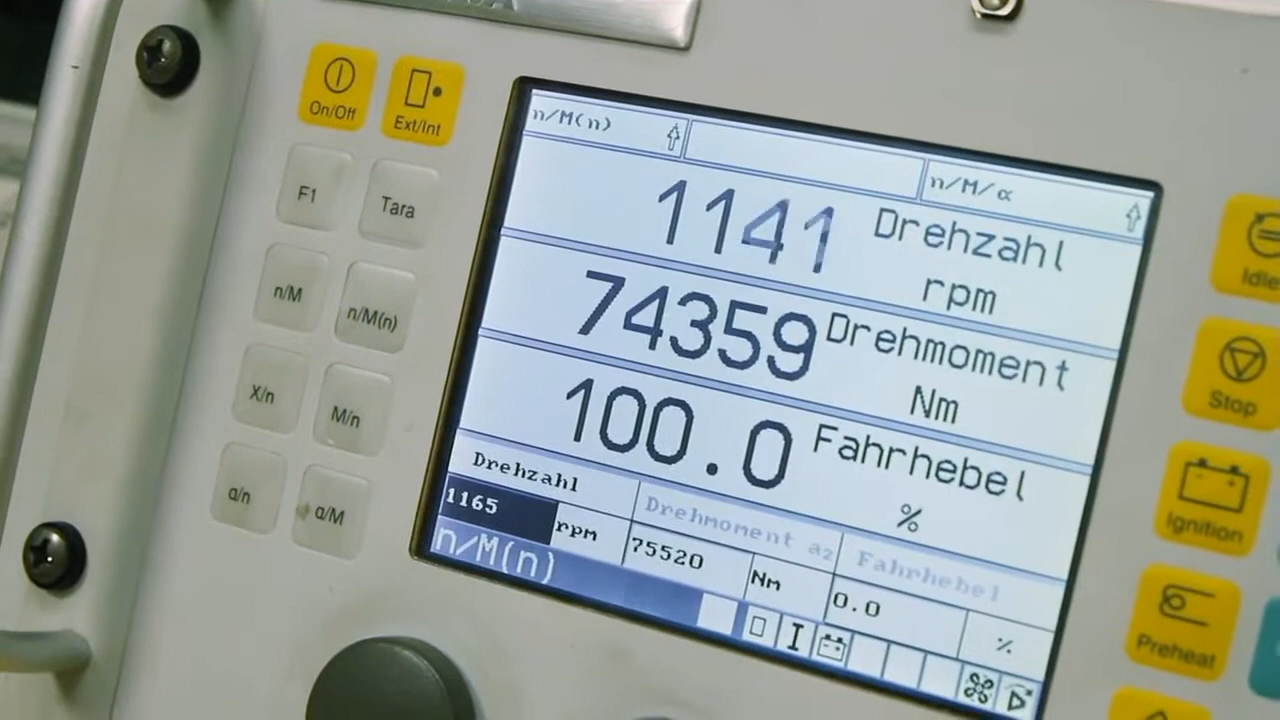 On/Off
Ext/Int
F1
Tara
n/M
n/M(n)
X/n
M/n
α/n
α/M
n/M(n)
n/M/α
1141 Drehzahl
rpm
74359 Drehmoment
Nm
100.0 Fahrhebel
%
Drehzahl
1165 rpm
Drehmoment a2
75520 Nm
Fahrhebel
0.0 %
n/M(n)
Idle
Stop
Ignition
Preheat